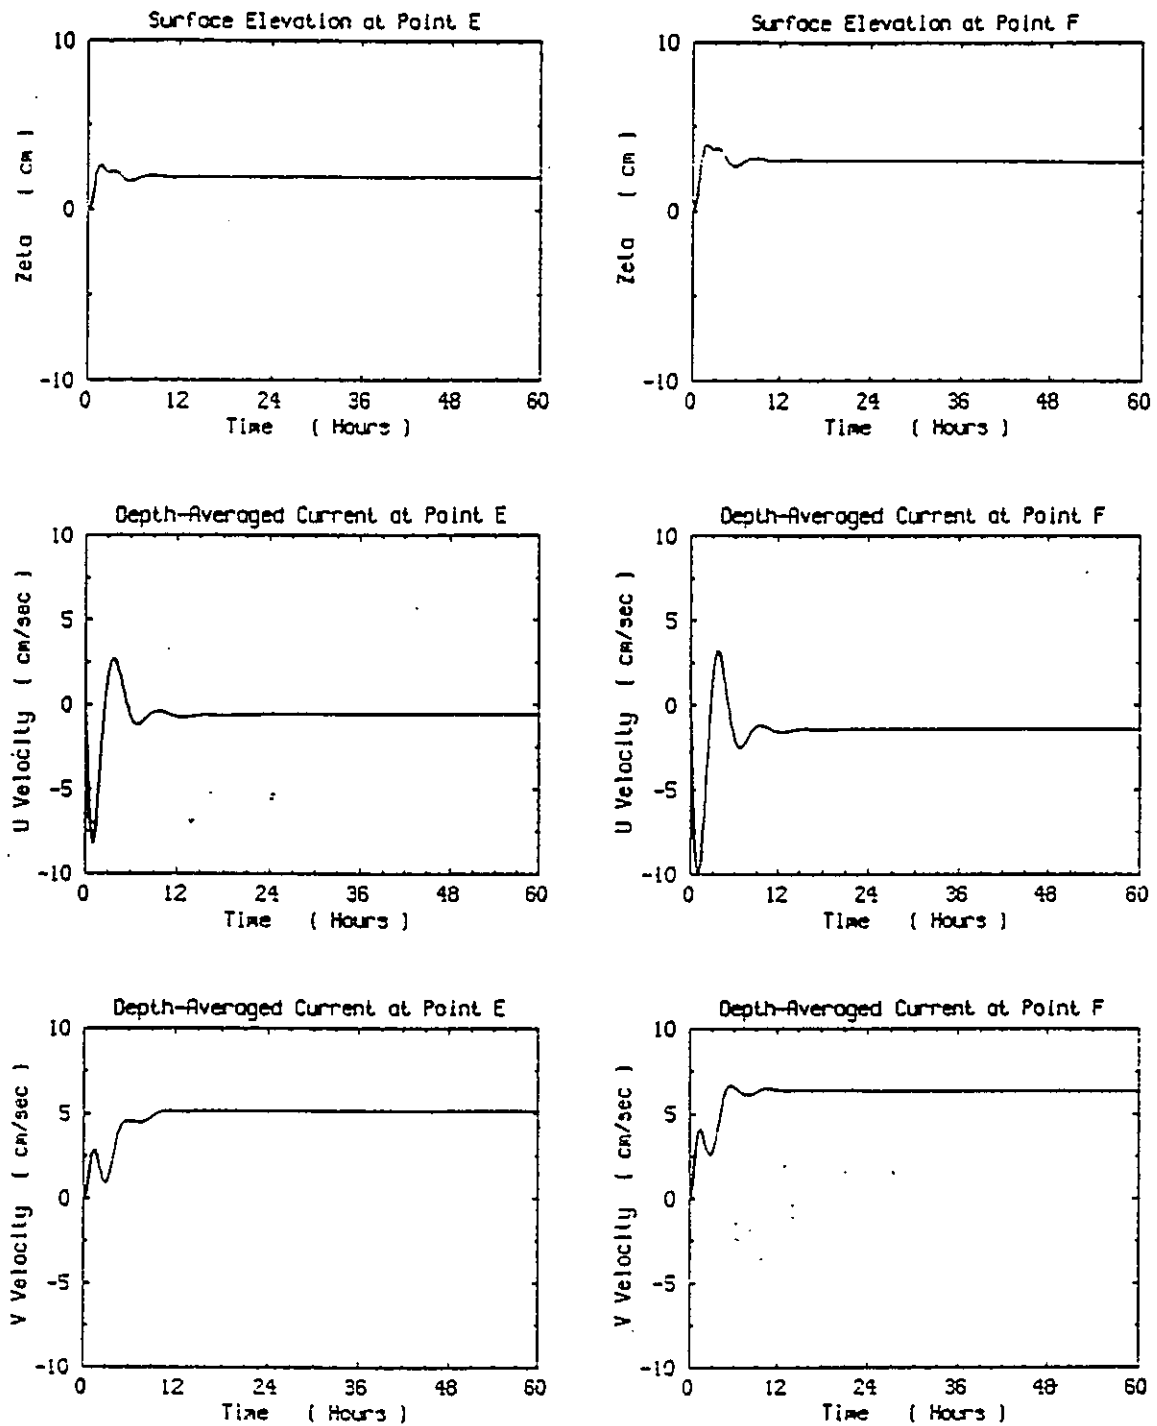 Surface Elevation at Point E
10
0
-10
Zeta ( cm )
0 12 24 36 48 60
Time ( Hours )
Surface Elevation at Point F
10
0
-10
Zeta ( cm )
0 12 24 36 48 60
Time ( Hours )
Depth-Averaged Current at Point E
10
5
0
-5
-10
U Velocity ( cm/sec )
0 12 24 36 48 60
Time ( Hours )
Depth-Averaged Current at Point F
10
5
0
-5
-10
U Velocity ( cm/sec )
0 12 24 36 48 60
Time ( Hours )
Depth-Averaged Current at Point E
10
5
0
-5
-10
V Velocity ( cm/sec )
0 12 24 36 48 60
Time ( Hours )
Depth-Averaged Current at Point F
10
5
0
-5
-10
V Velocity ( cm/sec )
0 12 24 36 48 60
Time ( Hours )